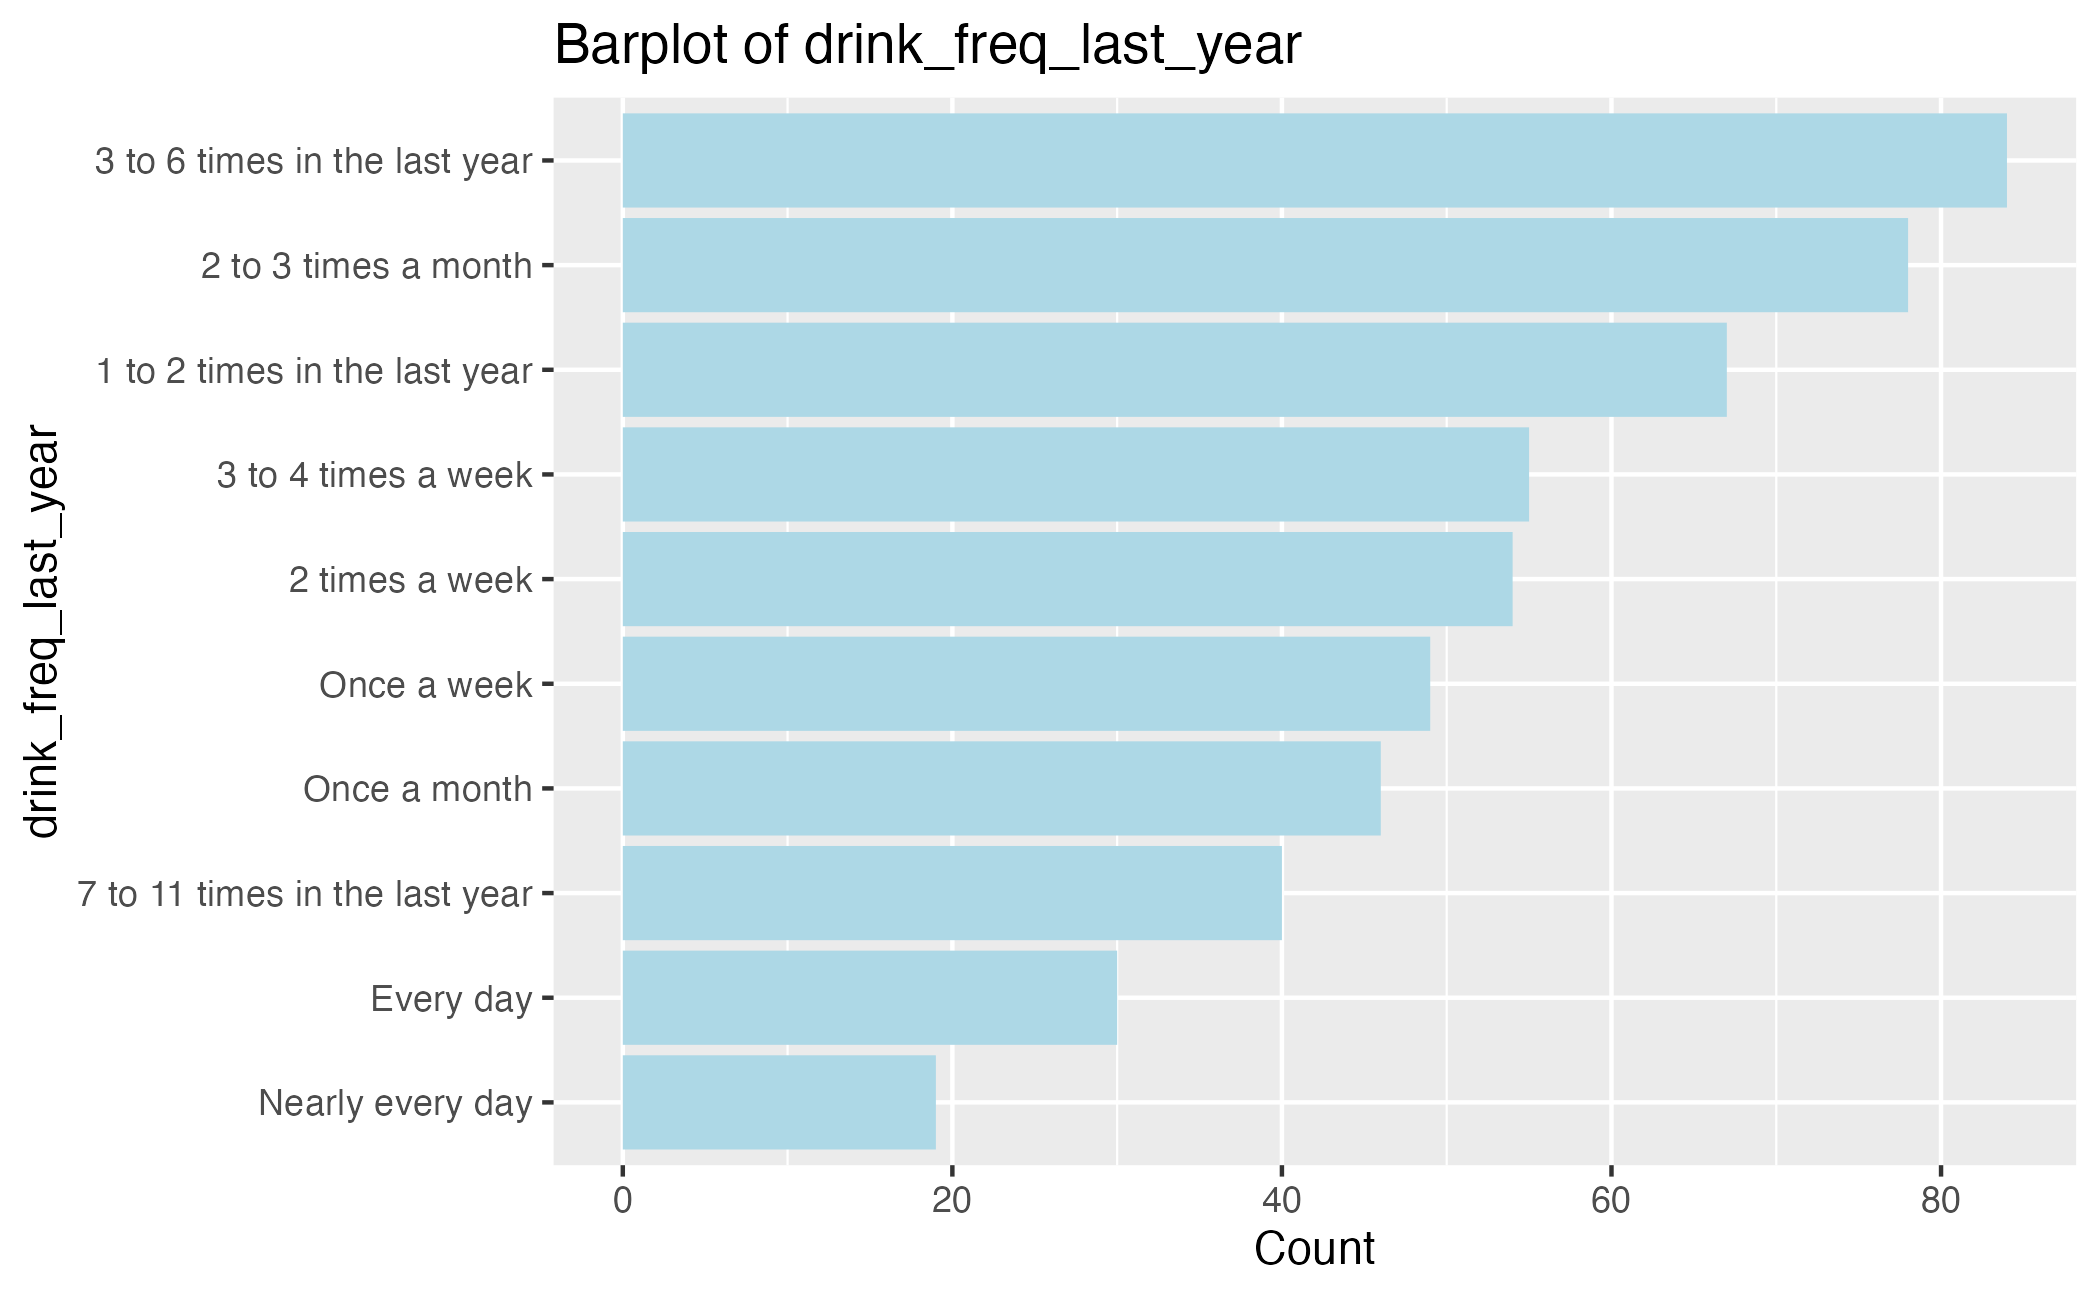 Barplot of drink_freq_last_year
drink_freq_last_year
3 to 6 times in the last year
2 to 3 times a month
1 to 2 times in the last year
3 to 4 times a week
2 times a week
Once a week
Once a month
7 to 11 times in the last year
Every day
Nearly every day
0 20 40 60 80
Count